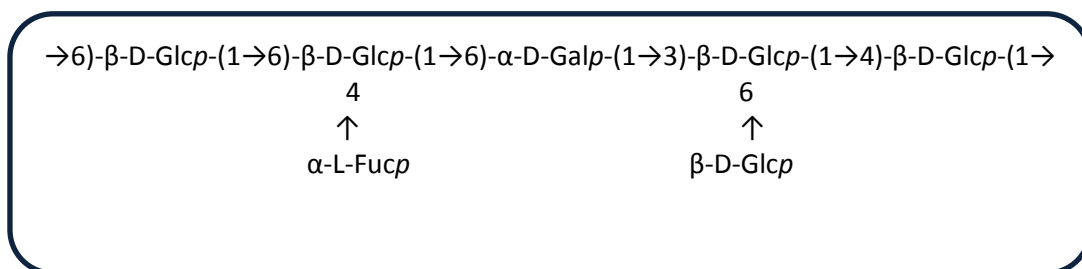 →6)-β-D-Glcp-(1→6)-β-D-Glcp-(1→6)-α-D-Galp-(1→3)-β-D-Glcp-(1→4)-β-D-Glcp-(1→
4 6
↑ ↑
α-L-Fucp β-D-Glcp